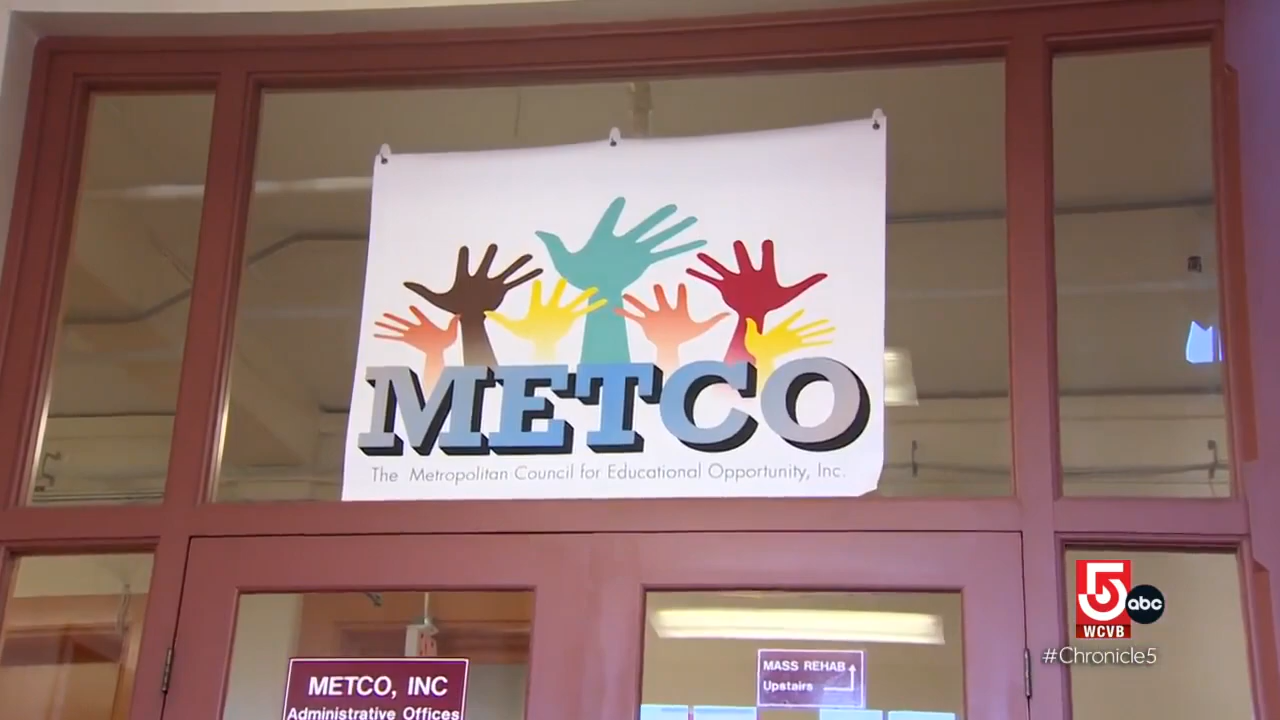 METCO
The Metropolitan Council for Educational Opportunity, Inc.
METCO, INC
Administrative Offices
MASS REHAB
Upstairs
5
abc
WCVB
#Chronicle5